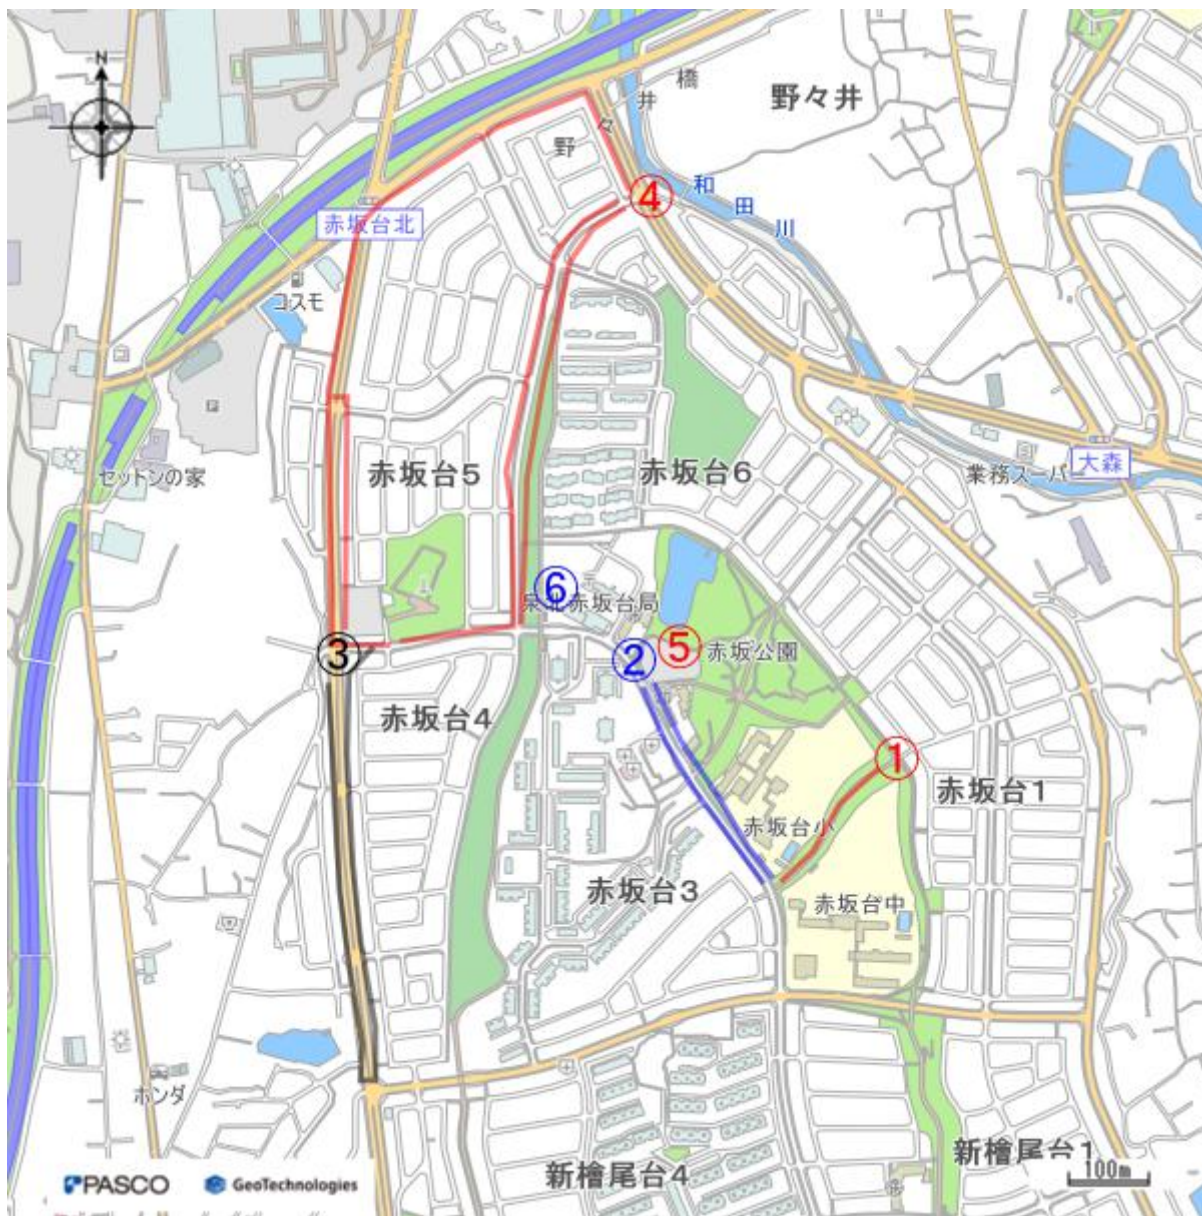 N
野々井橋
野々井
和田川
④
赤坂台北
コスモ
P
セットンの家
赤坂台5
赤坂台6
大森
業務スーパー
⑥
泉北赤坂台局
③
②
⑤
赤坂公園
赤坂台4
①
赤坂台1
赤坂台小
赤坂台3
赤坂台中
ホンダ
新檜尾台4
新檜尾台1
100m
PASCO
GeoTechnologies